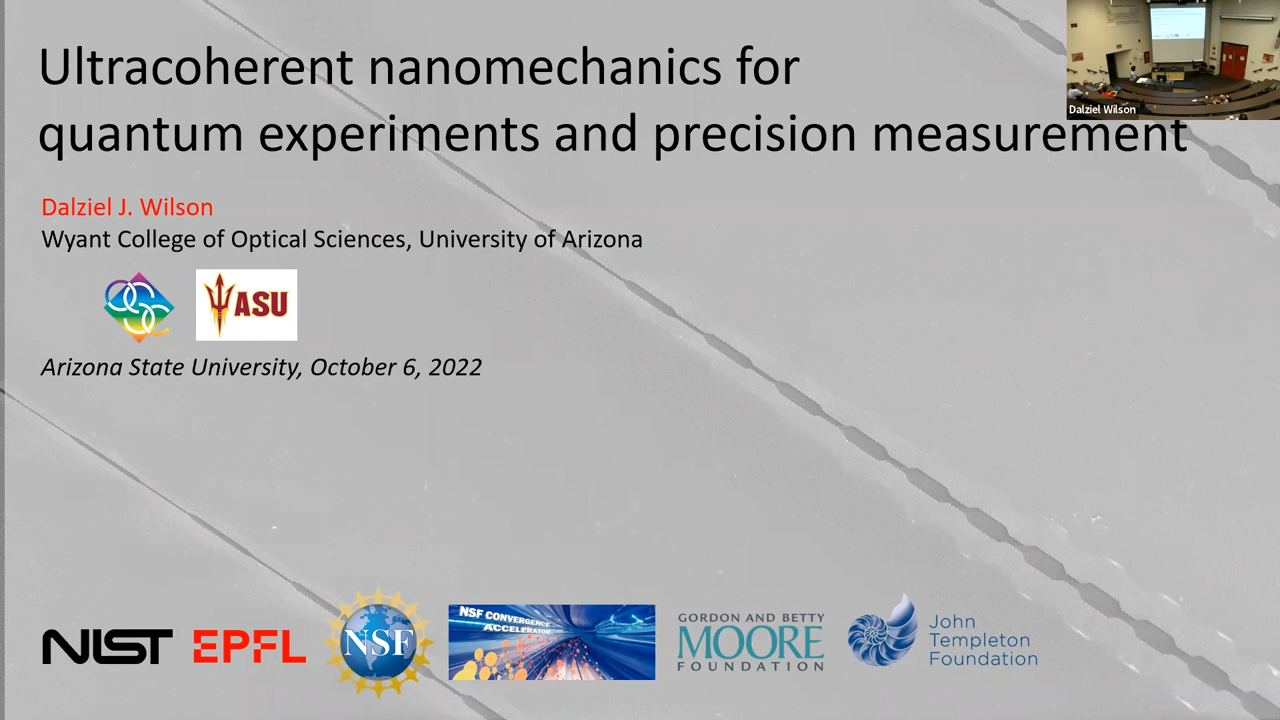 Ultracoherent nanomechanics for
quantum experiments and precision measurement
Dalziel Wilson
Dalziel J. Wilson
Wyant College of Optical Sciences, University of Arizona
OSC
ASU
Arizona State University, October 6, 2022
NIST
EPFL
NSF
NSF CONVERGENCE
ACCELERATOR
GORDON AND BETTY
MOORE
FOUNDATION
John
Templeton
Foundation